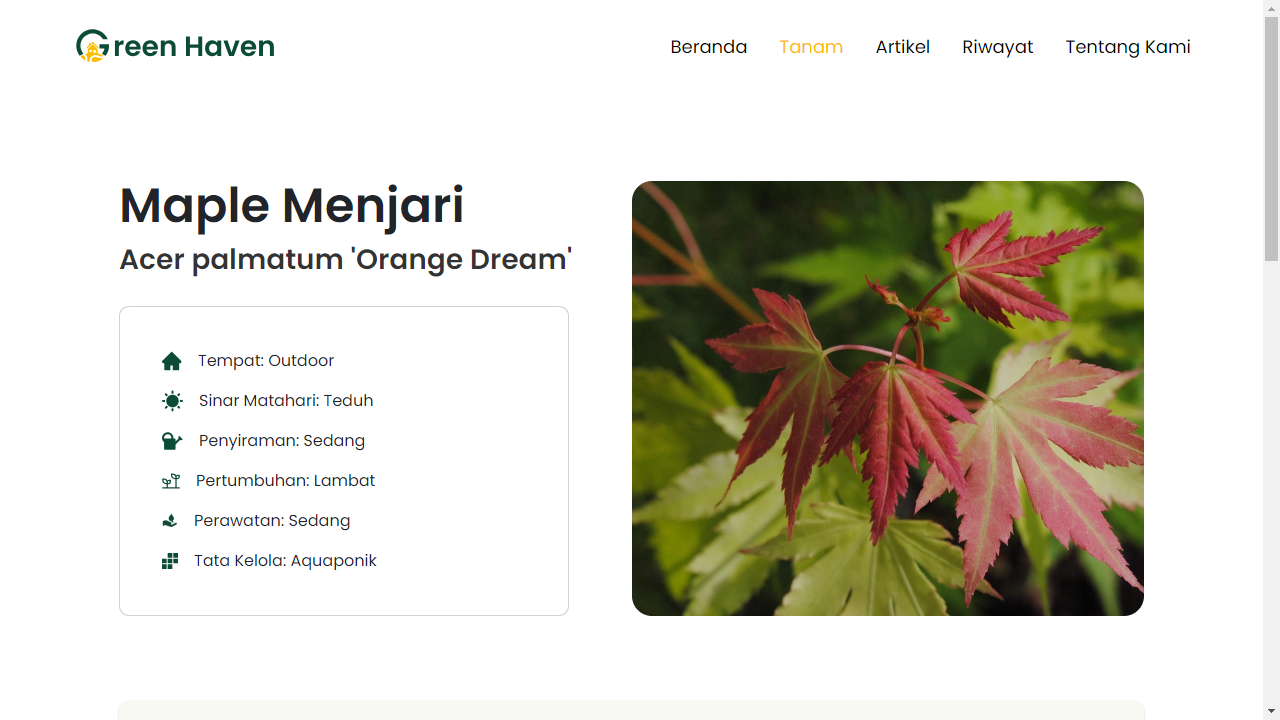 Green Haven
Beranda Tanam Artikel Riwayat Tentang Kami
Maple Menjari
Acer palmatum 'Orange Dream'
Tempat: Outdoor
Sinar Matahari: Teduh
Penyiraman: Sedang
Pertumbuhan: Lambat
Perawatan: Sedang
Tata Kelola: Aquaponik